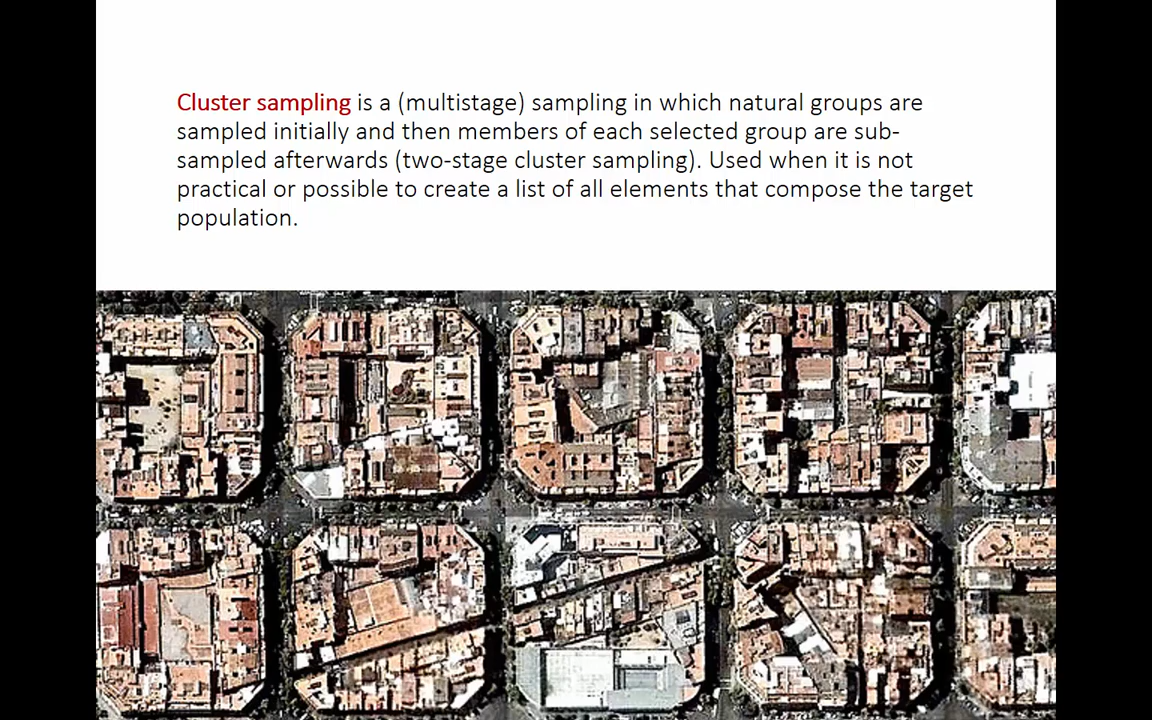 Cluster sampling is a (multistage) sampling in which natural groups are
sampled initially and then members of each selected group are sub-
sampled afterwards (two-stage cluster sampling). Used when it is not
practical or possible to create a list of all elements that compose the target
population.